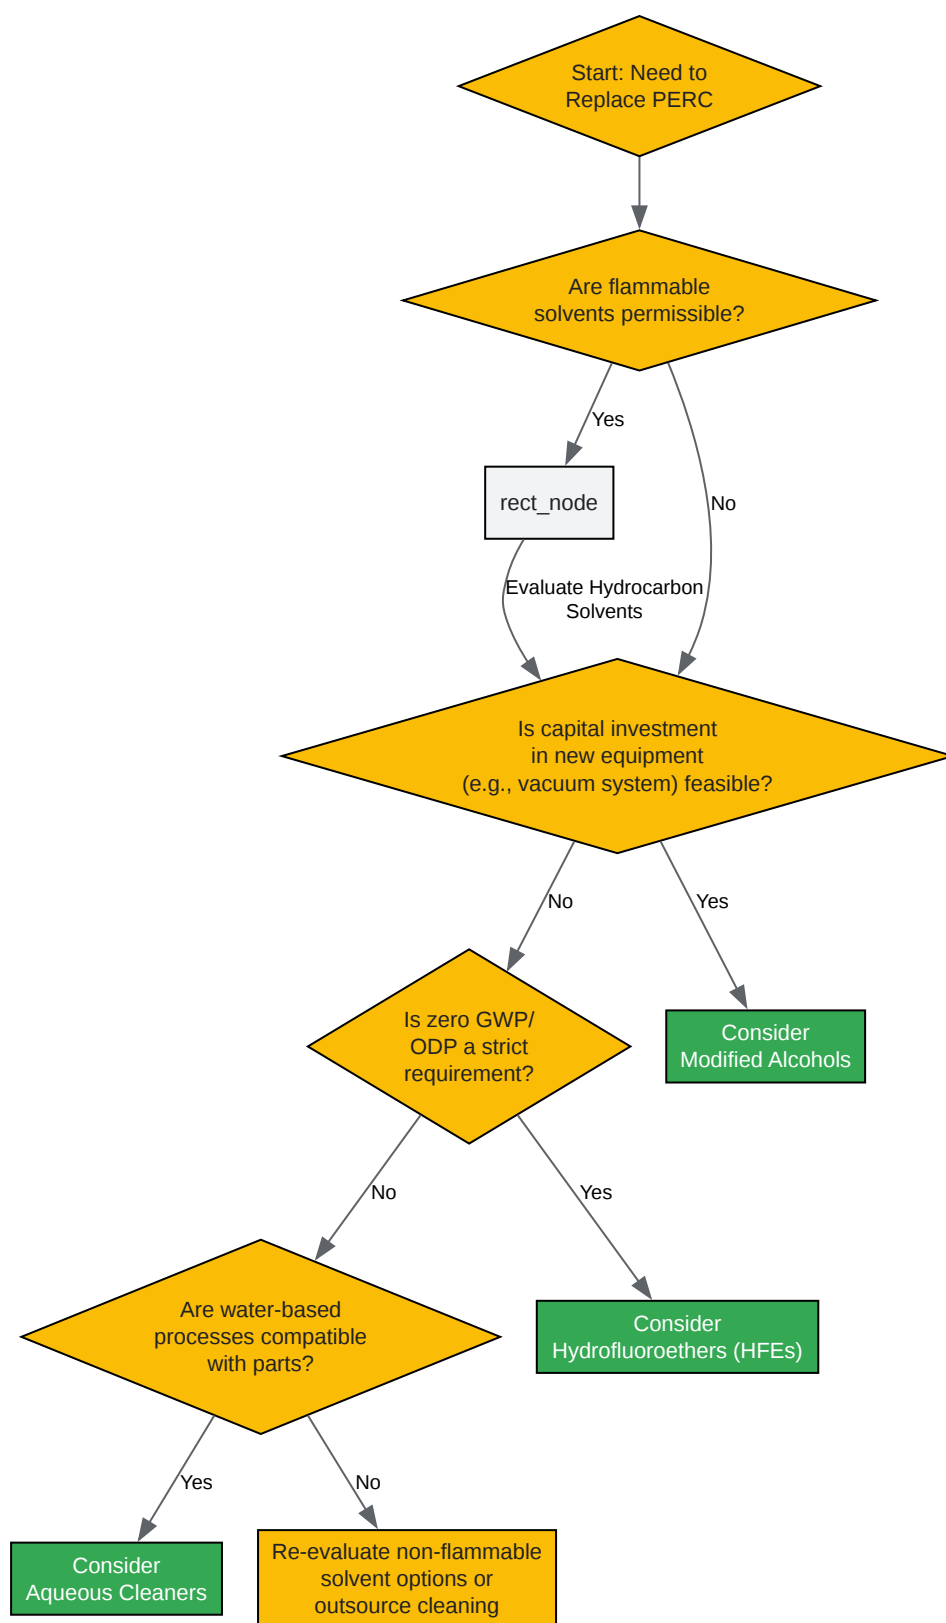 Start: Need to
Replace PERC
Are flammable
solvents permissible?
Yes
rect_node
No
Evaluate Hydrocarbon
Solvents
Is capital investment
in new equipment
(e.g., vacuum system) feasible?
No
Yes
Is zero GWP/
ODP a strict
requirement?
Consider
Modified Alcohols
No
Yes
Are water-based
processes compatible
with parts?
Consider
Hydrofluoroethers (HFEs)
Yes
No
Consider
Aqueous Cleaners
Re-evaluate non-flammable
solvent options or
outsource cleaning